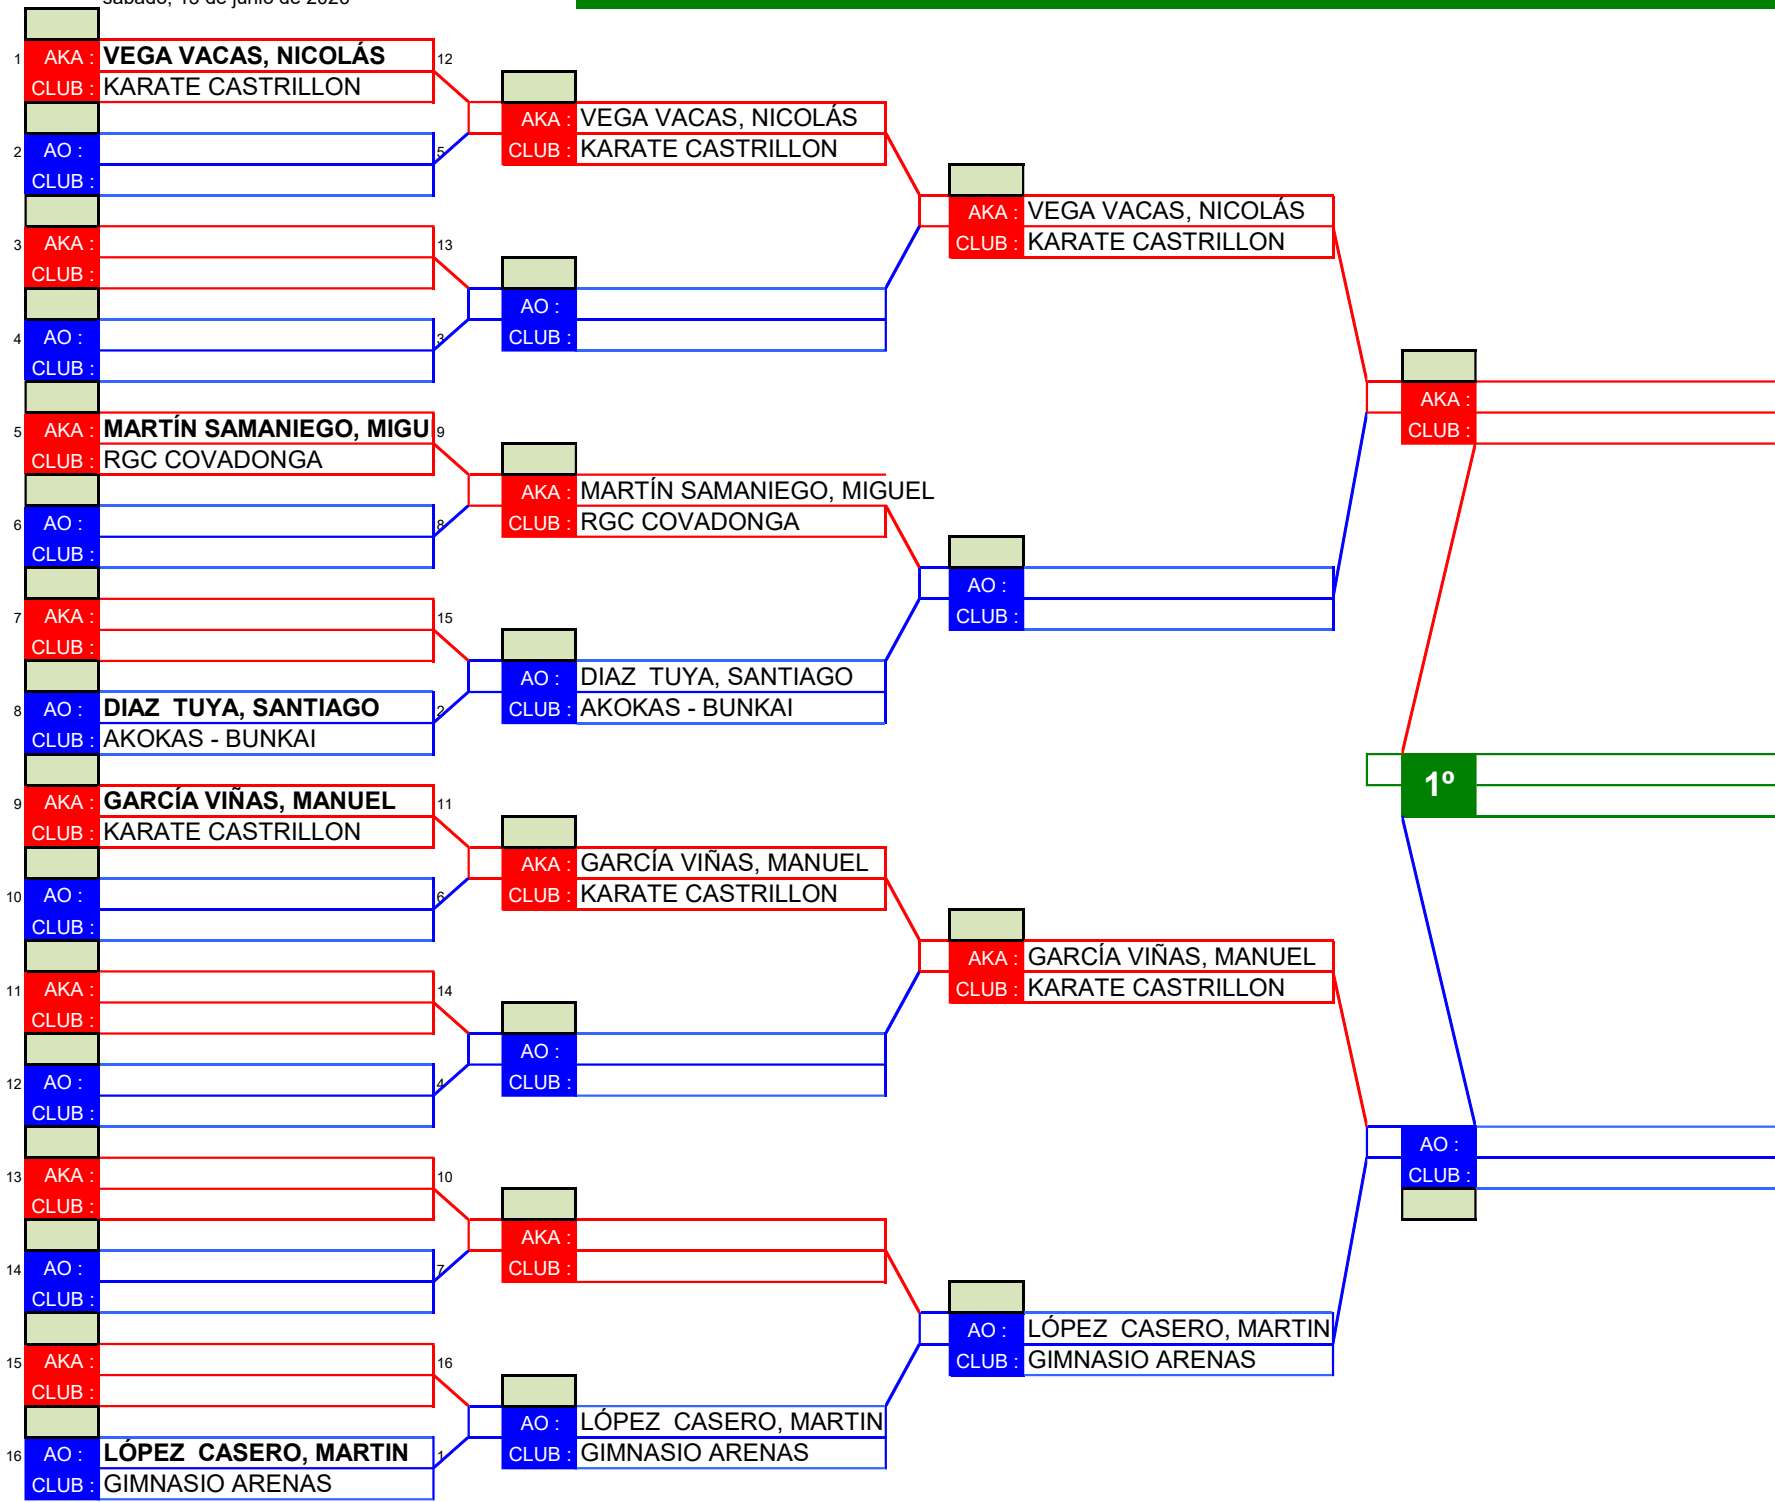 sábado, de junio de
1 AKA : VEGA VACAS, NICOLÁS 12
CLUB : KARATE CASTRILLON
2 AO : 5
CLUB :
3 AKA : 13
CLUB :
4 AO : 3
CLUB :
5 AKA : MARTÍN SAMANIEGO, MIGU 9
CLUB : RGC COVADONGA
6 AO : 8
CLUB :
7 AKA : 15
CLUB :
8 AO : DIAZ  TUYA, SANTIAGO 2
CLUB : AKOKAS - BUNKAI
9 AKA : GARCÍA VIÑAS, MANUEL 11
CLUB : KARATE CASTRILLON
10 AO : 6
CLUB :
11 AKA : 14
CLUB :
12 AO : 4
CLUB :
13 AKA : 10
CLUB :
14 AO : 7
CLUB :
15 AKA : 16
CLUB :
16 AO : LÓPEZ  CASERO, MARTIN 1
CLUB : GIMNASIO ARENAS
AKA : VEGA VACAS, NICOLÁS
CLUB : KARATE CASTRILLON
AO :
CLUB :
AKA : MARTÍN SAMANIEGO, MIGUEL
CLUB : RGC COVADONGA
AO : DIAZ  TUYA, SANTIAGO
CLUB : AKOKAS - BUNKAI
AKA : GARCÍA VIÑAS, MANUEL
CLUB : KARATE CASTRILLON
AO :
CLUB :
AKA :
CLUB :
AO : LÓPEZ  CASERO, MARTIN
CLUB : GIMNASIO ARENAS
AKA : VEGA VACAS, NICOLÁS
CLUB : KARATE CASTRILLON
AO :
CLUB :
AKA : GARCÍA VIÑAS, MANUEL
CLUB : KARATE CASTRILLON
AO : LÓPEZ  CASERO, MARTIN
CLUB : GIMNASIO ARENAS
AKA :
CLUB :
1º
AO :
CLUB :